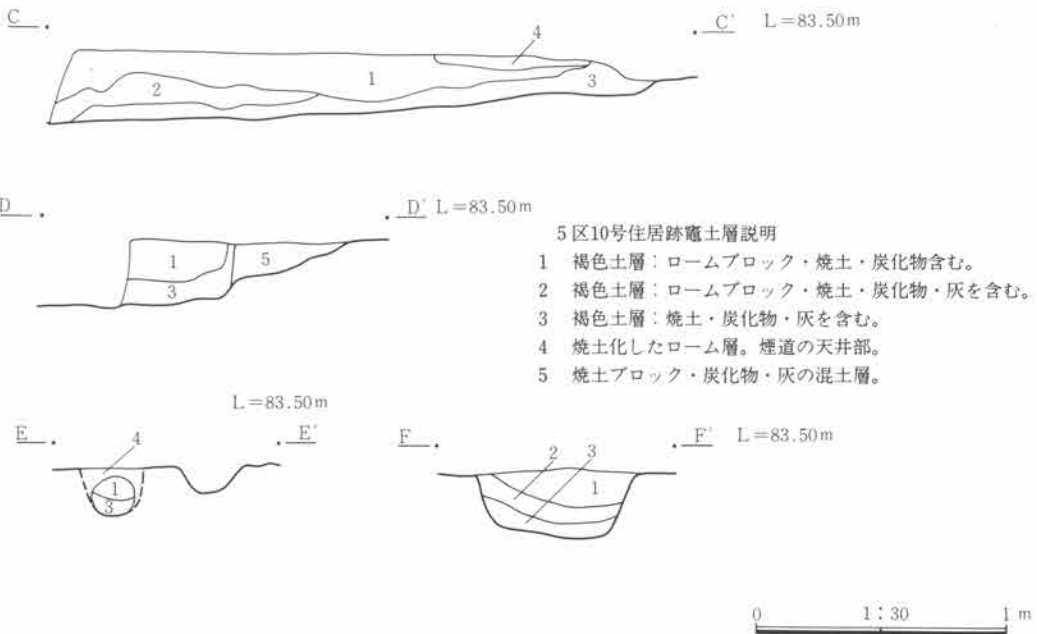 C C' L=83.50m
4
1
2
3
D D' L=83.50m
1
5
3
5区10号住居跡竈土層説明
1 褐色土層：ロームブロック・焼土・炭化物含む。
2 褐色土層：ロームブロック・焼土・炭化物・灰を含む。
3 褐色土層：焼土・炭化物・灰を含む。
4 焼土化したローム層。煙道の天井部。
5 焼土ブロック・炭化物・灰の混土層。
L=83.50m
E 4 E'
1
3
F 2 3 F' L=83.50m
1
0 1:30 1m